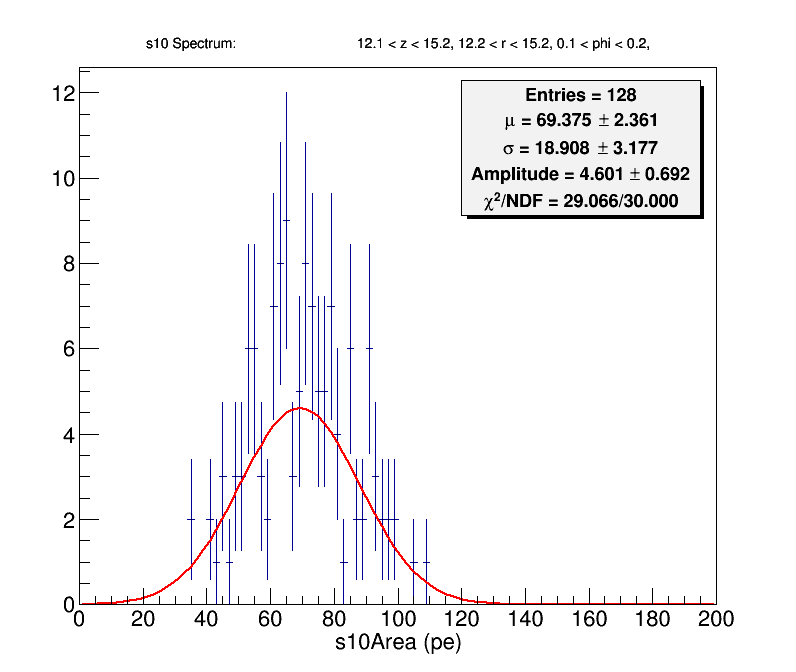 s10 Spectrum: 12.1 < z < 15.2, 12.2 < r < 15.2, 0.1 < phi < 0.2,
Entries = 128
μ = 69.375 ± 2.361
σ = 18.908 ± 3.177
Amplitude = 4.601 ± 0.692
χ²/NDF = 29.066/30.000
12
10
8
6
4
2
0
0 20 40 60 80 100 120 140 160 180 200
s10Area (pe)